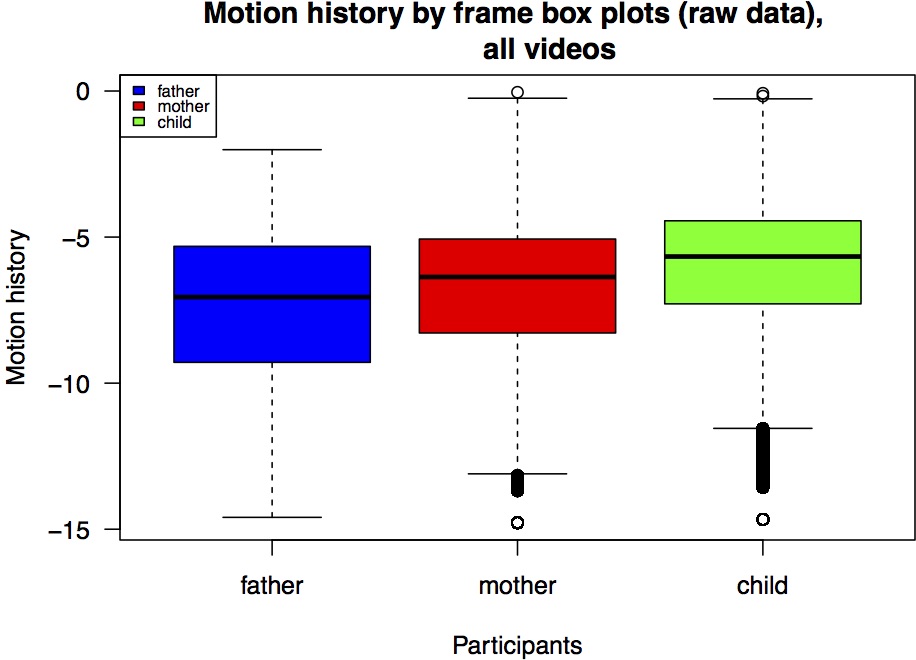 Motion history by frame box plots (raw data),
all videos
father
mother
child
Motion history
0
−5
−10
−15
father
mother
child
Participants